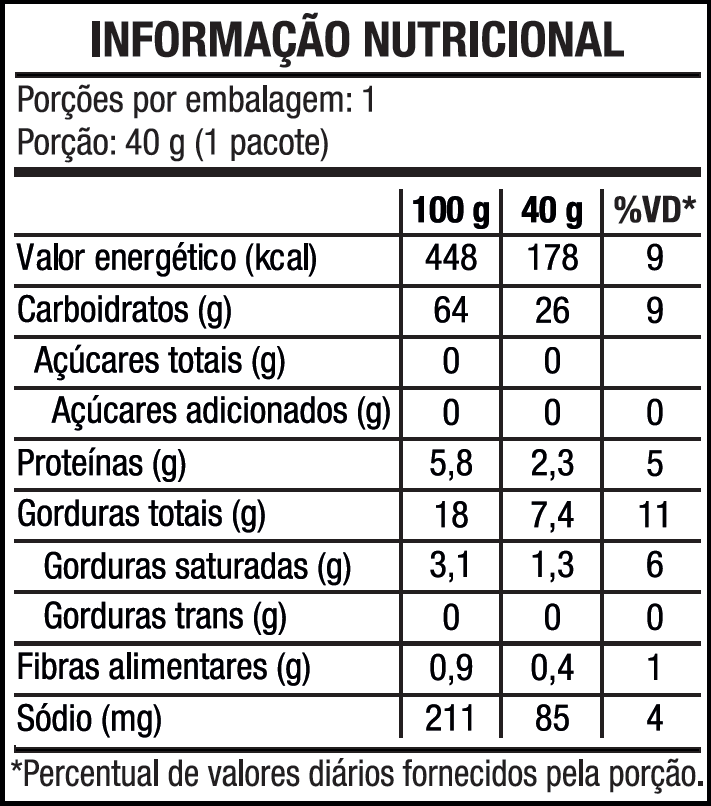 INFORMAÇÃO NUTRICIONAL
Porções por embalagem: 1
Porção: 40 g (1 pacote)
100 g 40 g %VD*
Valor energético (kcal) 448 178 9
Carboidratos (g) 64 26 9
Açúcares totais (g) 0 0
Açúcares adicionados (g) 0 0 0
Proteínas (g) 5,8 2,3 5
Gorduras totais (g) 18 7,4 11
Gorduras saturadas (g) 3,1 1,3 6
Gorduras trans (g) 0 0 0
Fibras alimentares (g) 0,9 0,4 1
Sódio (mg) 211 85 4
*Percentual de valores diários fornecidos pela porção.